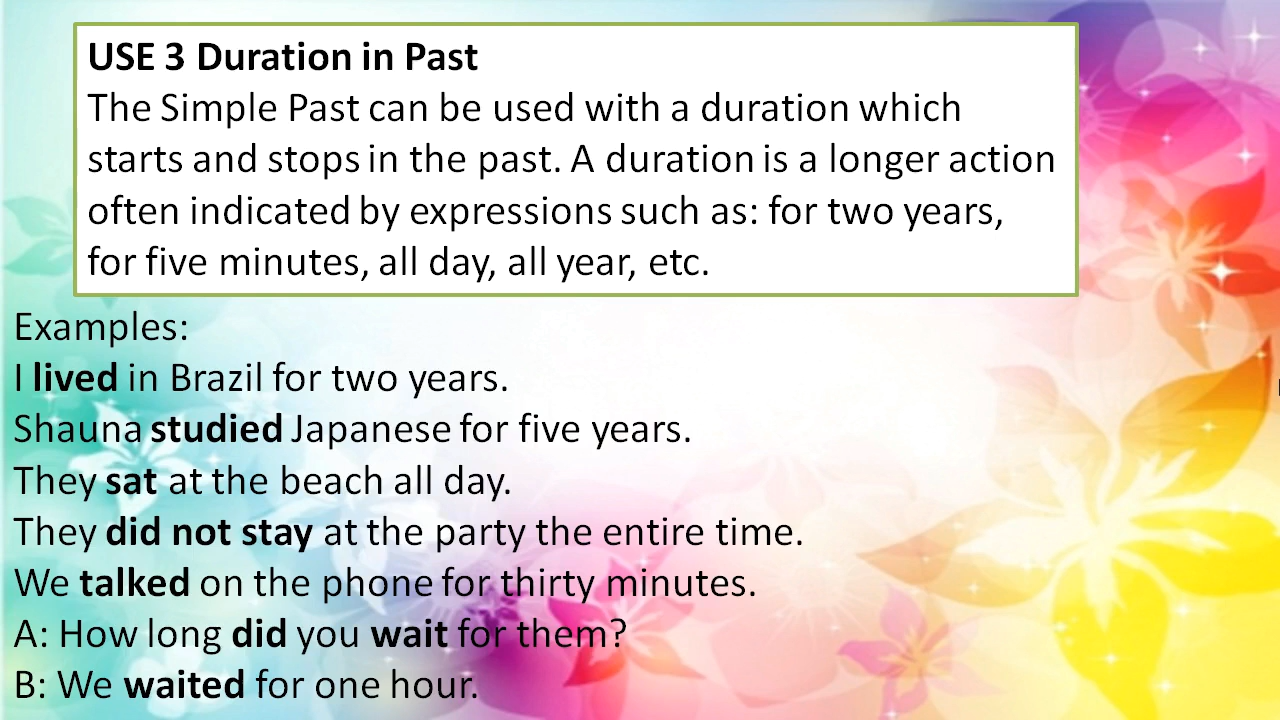 USE 3 Duration in Past
The Simple Past can be used with a duration which
starts and stops in the past. A duration is a longer action
often indicated by expressions such as: for two years,
for five minutes, all day, all year, etc.
Examples:
I lived in Brazil for two years.
Shauna studied Japanese for five years.
They sat at the beach all day.
They did not stay at the party the entire time.
We talked on the phone for thirty minutes.
A: How long did you wait for them?
B: We waited for one hour.